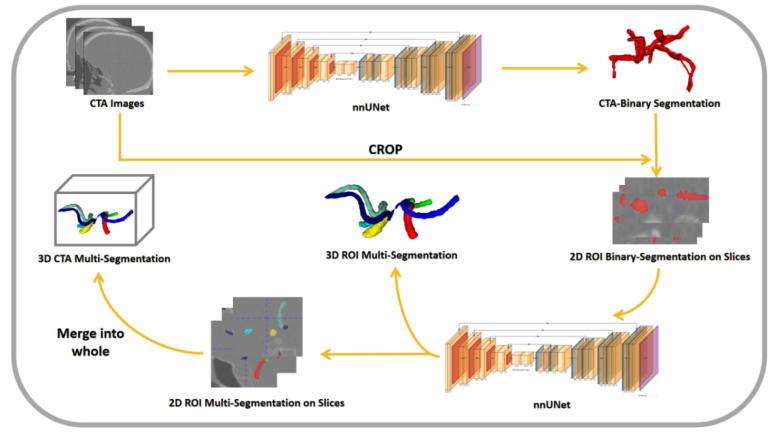 CTA Images
nnUNet
CTA-Binary Segmentation
CROP
3D CTA Multi-Segmentation
3D ROI Multi-Segmentation
2D ROI Binary-Segmentation on Slices
Merge into
whole
2D ROI Multi-Segmentation on Slices
nnUNet